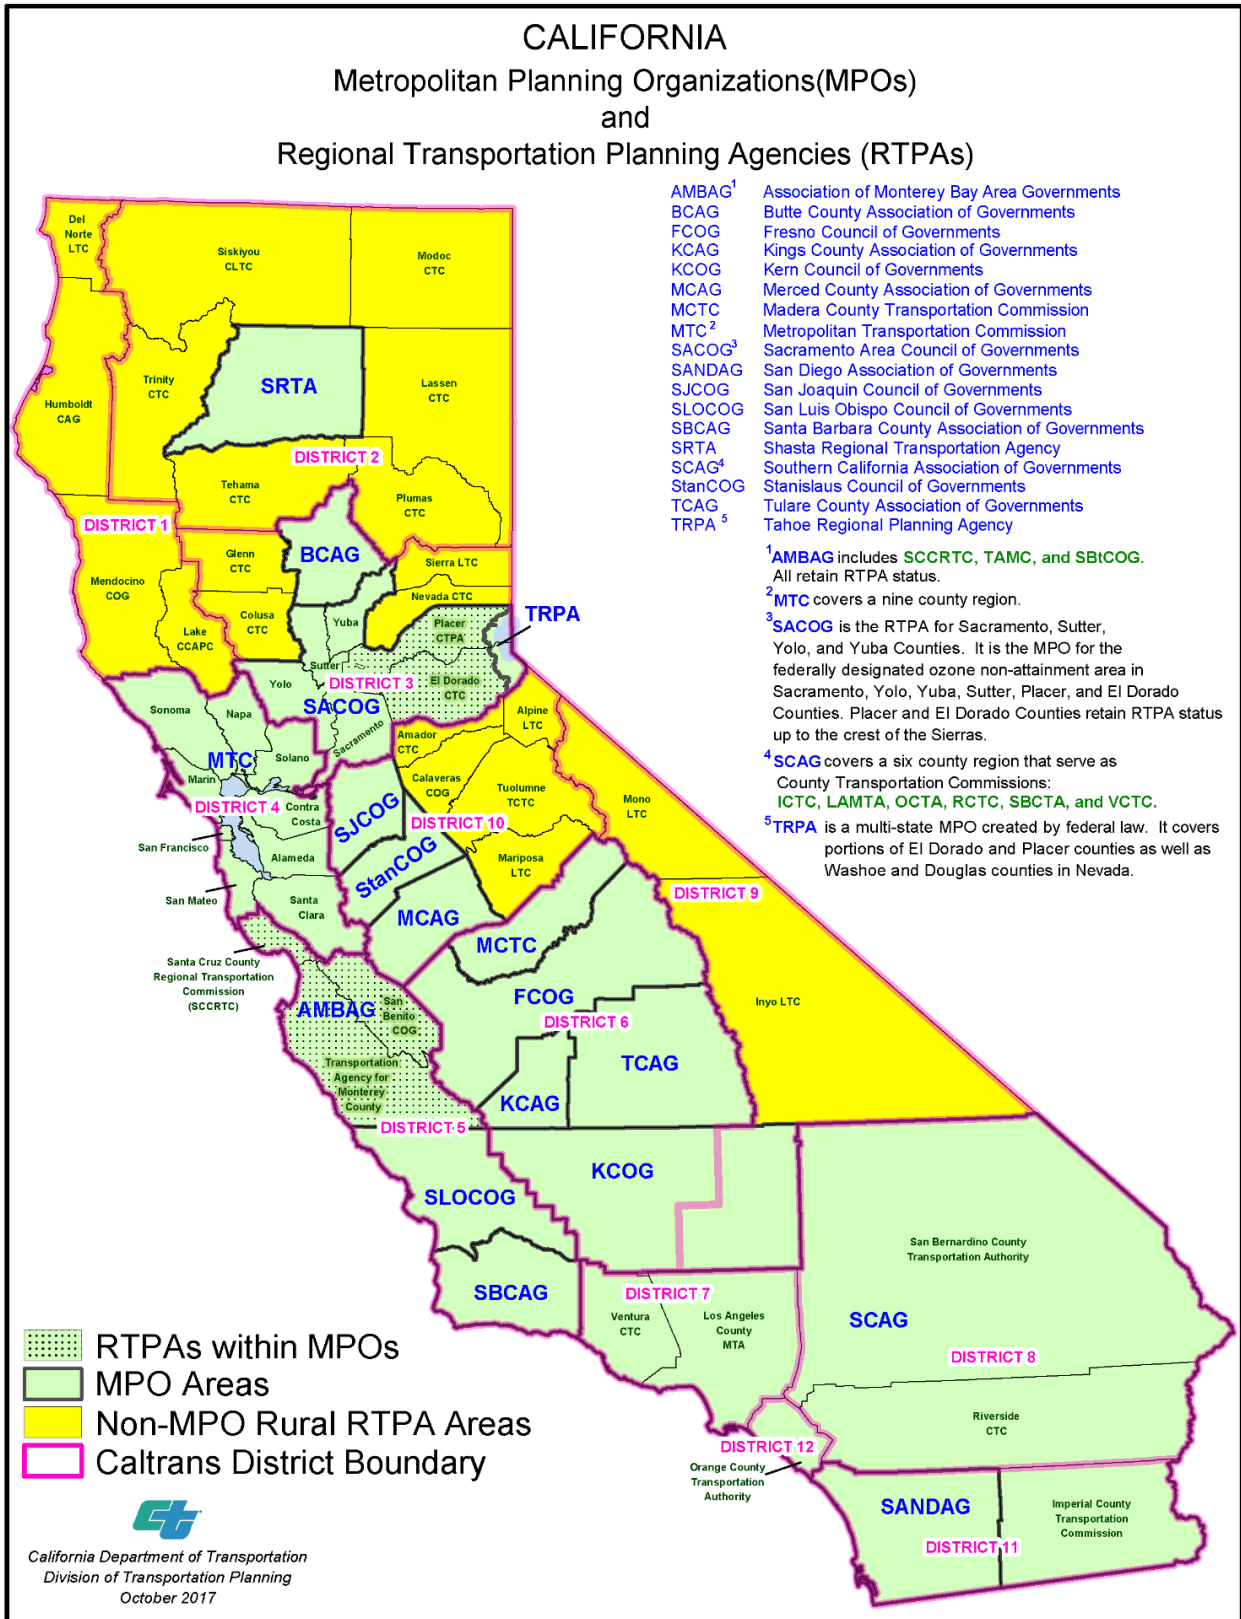 CALIFORNIA
Metropolitan Planning Organizations(MPOs)
and
Regional Transportation Planning Agencies (RTPAs)
AMBAG1 Association of Monterey Bay Area Governments
BCAG Butte County Association of Governments
FCOG Fresno Council of Governments
KCAG Kings County Association of Governments
KCOG Kern Council of Governments
MCAG Merced County Association of Governments
MCTC Madera County Transportation Commission
MTC 2 Metropolitan Transportation Commission
SACOG3 Sacramento Area Council of Governments
SANDAG San Diego Association of Governments
SJCOG San Joaquin Council of Governments
SLOCOG San Luis Obispo Council of Governments
SBCAG Santa Barbara County Association of Governments
SRTA Shasta Regional Transportation Agency
SCAG4 Southern California Association of Governments
StanCOG Stanislaus Council of Governments
TCAG Tulare County Association of Governments
TRPA 5 Tahoe Regional Planning Agency
1AMBAG includes SCCRTC, TAMC, and SBtCOG.
All retain RTPA status.
2MTC covers a nine county region.
3SACOG is the RTPA for Sacramento, Sutter,
Yolo, and Yuba Counties. It is the MPO for the
federally designated ozone non-attainment area in
Sacramento, Yolo, Yuba, Sutter, Placer, and El Dorado
Counties. Placer and El Dorado Counties retain RTPA status
up to the crest of the Sierras.
4 SCAG covers a six county region that serve as
County Transportation Commissions:
ICTC, LAMTA, OCTA, RCTC, SBCTA, and VCTC.
5TRPA is a multi-state MPO created by federal law. It covers
portions of El Dorado and Placer counties as well as
Washoe and Douglas counties in Nevada.
Del
Norte
LTC
Siskiyou
CLTC
Modoc
CTC
Humboldt
CAG
Trinity
CTC
SRTA
Lassen
CTC
DISTRICT 2
Tehama
CTC
Plumas
CTC
DISTRICT 1
BCAG
Glenn
CTC
Sierra LTC
Mendocino
COG
Nevada CTC
Lake
CCAPC
Colusa
CTC
Yuba
Placer
CTPA
TRPA
Sutter
DISTRICT 3
El Dorado
CTC
Yolo
SACOG
Sacramento
Sonoma
Napa
Alpine
LTC
Amador
CTC
MTC
Solano
Marin
Calaveras
COG
Tuolumne
TCTC
Mono
LTC
DISTRICT 4
Contra
Costa
SJCOG
DISTRICT 10
San Francisco
Alameda
StanCOG
Mariposa
LTC
San Mateo
Santa
Clara
DISTRICT 9
MCAG
MCTC
Santa Cruz County
Regional Transportation
Commission
(SCCRTC)
AMBAG
San
Benito
COG
FCOG
Inyo LTC
DISTRICT 6
Transportation
Agency for
Monterey
County
TCAG
KCAG
DISTRICT 5
KCOG
SLOCOG
San Bernardino County
Transportation Authority
SBCAG
DISTRICT 7
Ventura
CTC
Los Angeles
County
MTA
SCAG
DISTRICT 8
Riverside
CTC
DISTRICT 12
Orange County
Transportation
Authority
SANDAG
Imperial County
Transportation
Commission
DISTRICT 11
RTPAs within MPOs
MPO Areas
Non-MPO Rural RTPA Areas
Caltrans District Boundary
ct
California Department of Transportation
Division of Transportation Planning
October 2017